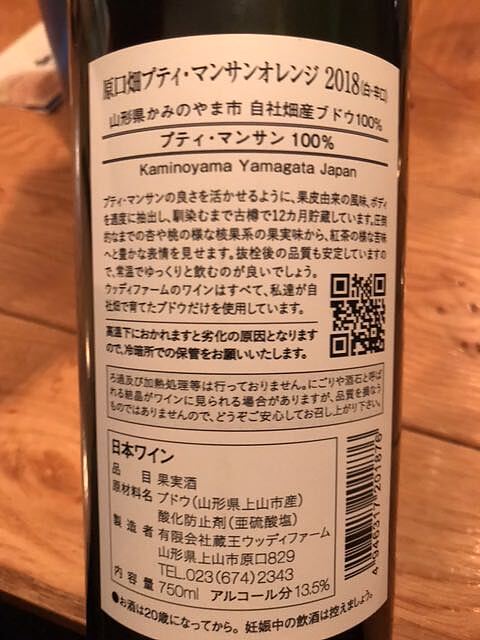 原口畑プティ・マンサンオレンジ 2018(白・辛口)
山形県かみのやま市 自社畑産ブドウ100%
プティ・マンサン 100%
Kaminoyama Yamagata Japan
プティ・マンサンの良さを活かせるように、果皮由来の風味、ボディ
を適度に抽出し、馴染むまで古樽で12カ月貯蔵しています。圧倒
的なまでの杏や桃の様な核果系の果実味から、紅茶の様な苦味
へと豊かな表情を見せます。抜栓後の品質も安定していますの
で、常温でゆっくりと飲むのが良いでしょう。
ウッディファームのワインはすべて、私達が自
社畑で育てたブドウだけを使用しています。
高温下におかれますと劣化の原因となります
ので、冷暗所での保管をお願いいたします。
ろ過及び加熱処理等は行っておりません。にごりや酒石と呼ば
れる結晶がワインに見られる場合がありますが、品質を損なう
ものではありませんので、どうぞご安心してお召し上がり下さい。
日本ワイン
品目 果実酒
原材料名 ブドウ(山形県上山市産)
酸化防止剤(亜硫酸塩)
製造者 有限会社蔵王ウッディファーム
山形県上山市原口829
TEL.023(674)2343
内容量 750ml アルコール分 13.5%
4 946317 201876
●お酒は20歳になってから。妊娠中の飲酒は控えましょう。